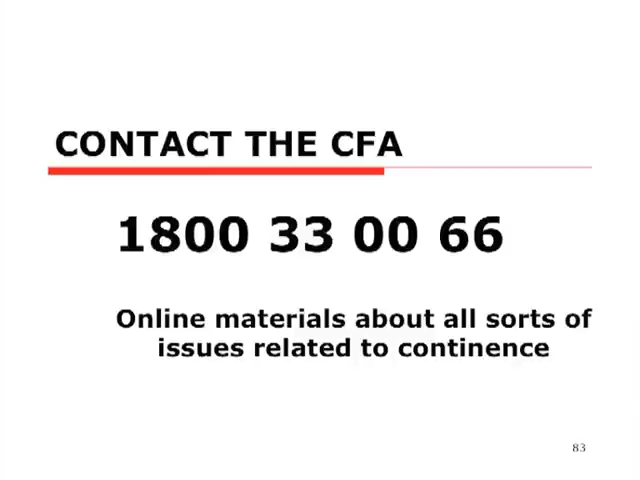 CONTACT THE CFA
1800 33 00 66
Online materials about all sorts of
issues related to continence
83